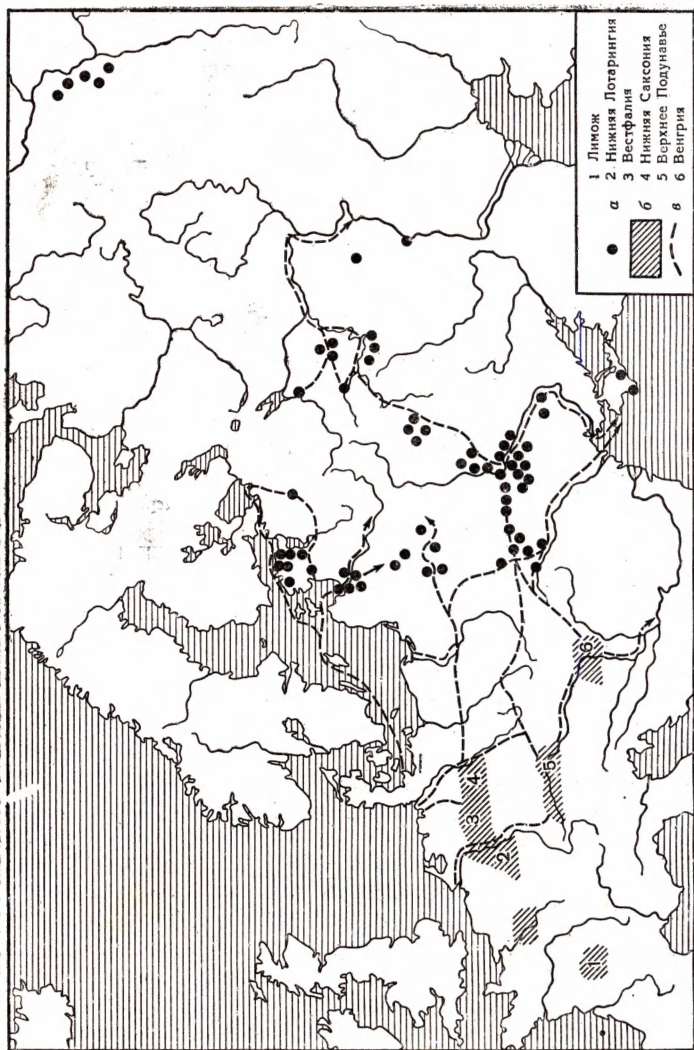 1 Лимож
2 Нижняя Лотарингия
3 Вестфалия
4 Нижняя Саксония
5 Верхнее Подунавье
6 Венгрия
а
б
в
1
2
3
4
5
6